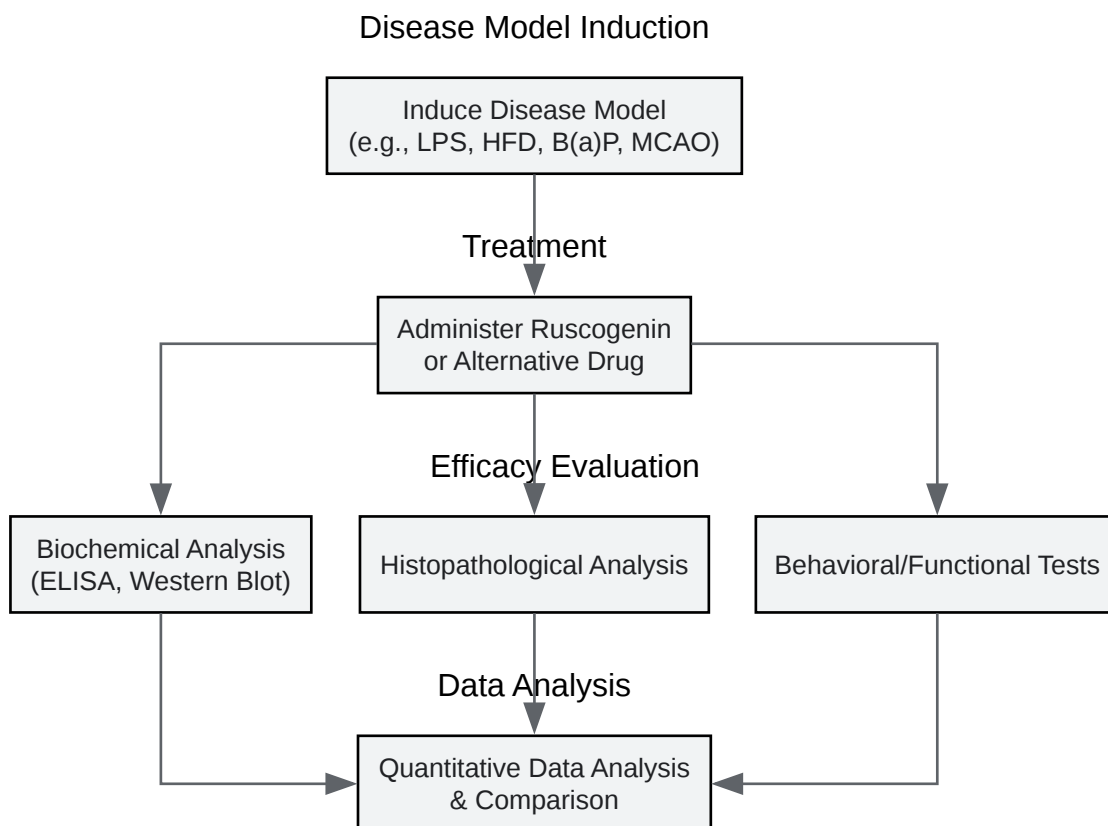 Disease Model Induction
Induce Disease Model
(e.g., LPS, HFD, B(a)P, MCAO)
Treatment
Administer Ruscogenin
or Alternative Drug
Efficacy Evaluation
Biochemical Analysis
(ELISA, Western Blot)
Histopathological Analysis
Behavioral/Functional Tests
Data Analysis
Quantitative Data Analysis
& Comparison